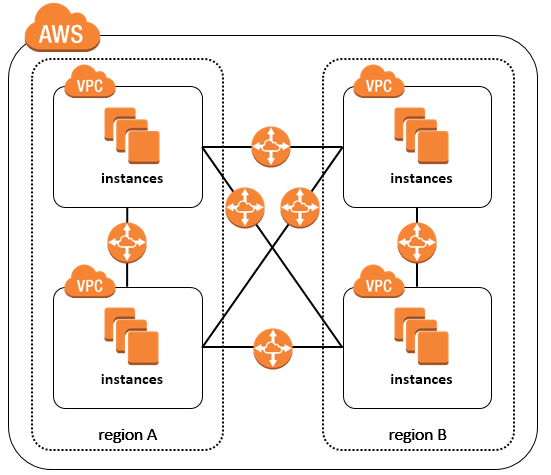 AWS
VPC
VPC
instances
instances
VPC
VPC
instances
instances
region A
region B